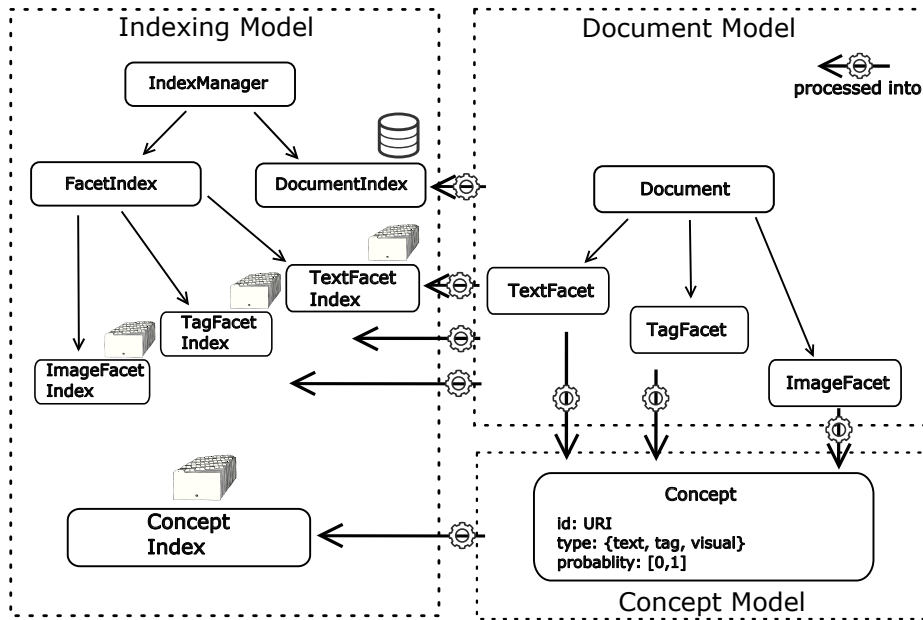 Indexing Model
IndexManager
FacetIndex
DocumentIndex
TextFacet
Index
TagFacet
Index
ImageFacet
Index
Concept
Index
Document Model
processed into
Document
TextFacet
TagFacet
ImageFacet
Concept
id: URI
type: {text, tag, visual}
probablity: [0,1]
Concept Model